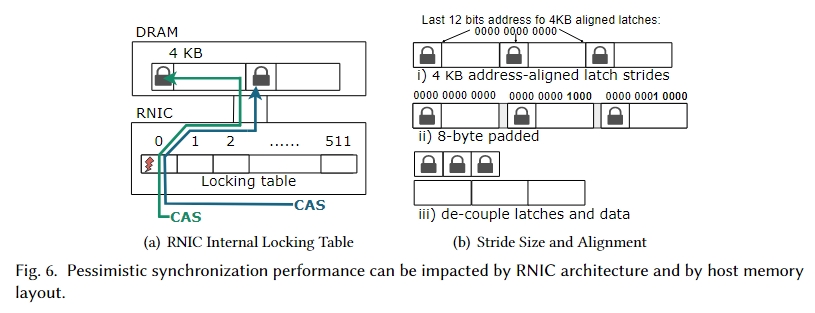 DRAM
4 KB
RNIC
0 1 2 ...... 511
Locking table
CAS
CAS
(a) RNIC Internal Locking Table
Last 12 bits address fo 4KB aligned latches:
0000 0000 0000
i) 4 KB address-aligned latch strides
0000 0000 0000 0000 0000 1000 0000 0001 0000
ii) 8-byte padded
iii) de-couple latches and data
(b) Stride Size and Alignment
Fig. 6. Pessimistic synchronization performance can be impacted by RNIC architecture and by host memory
layout.